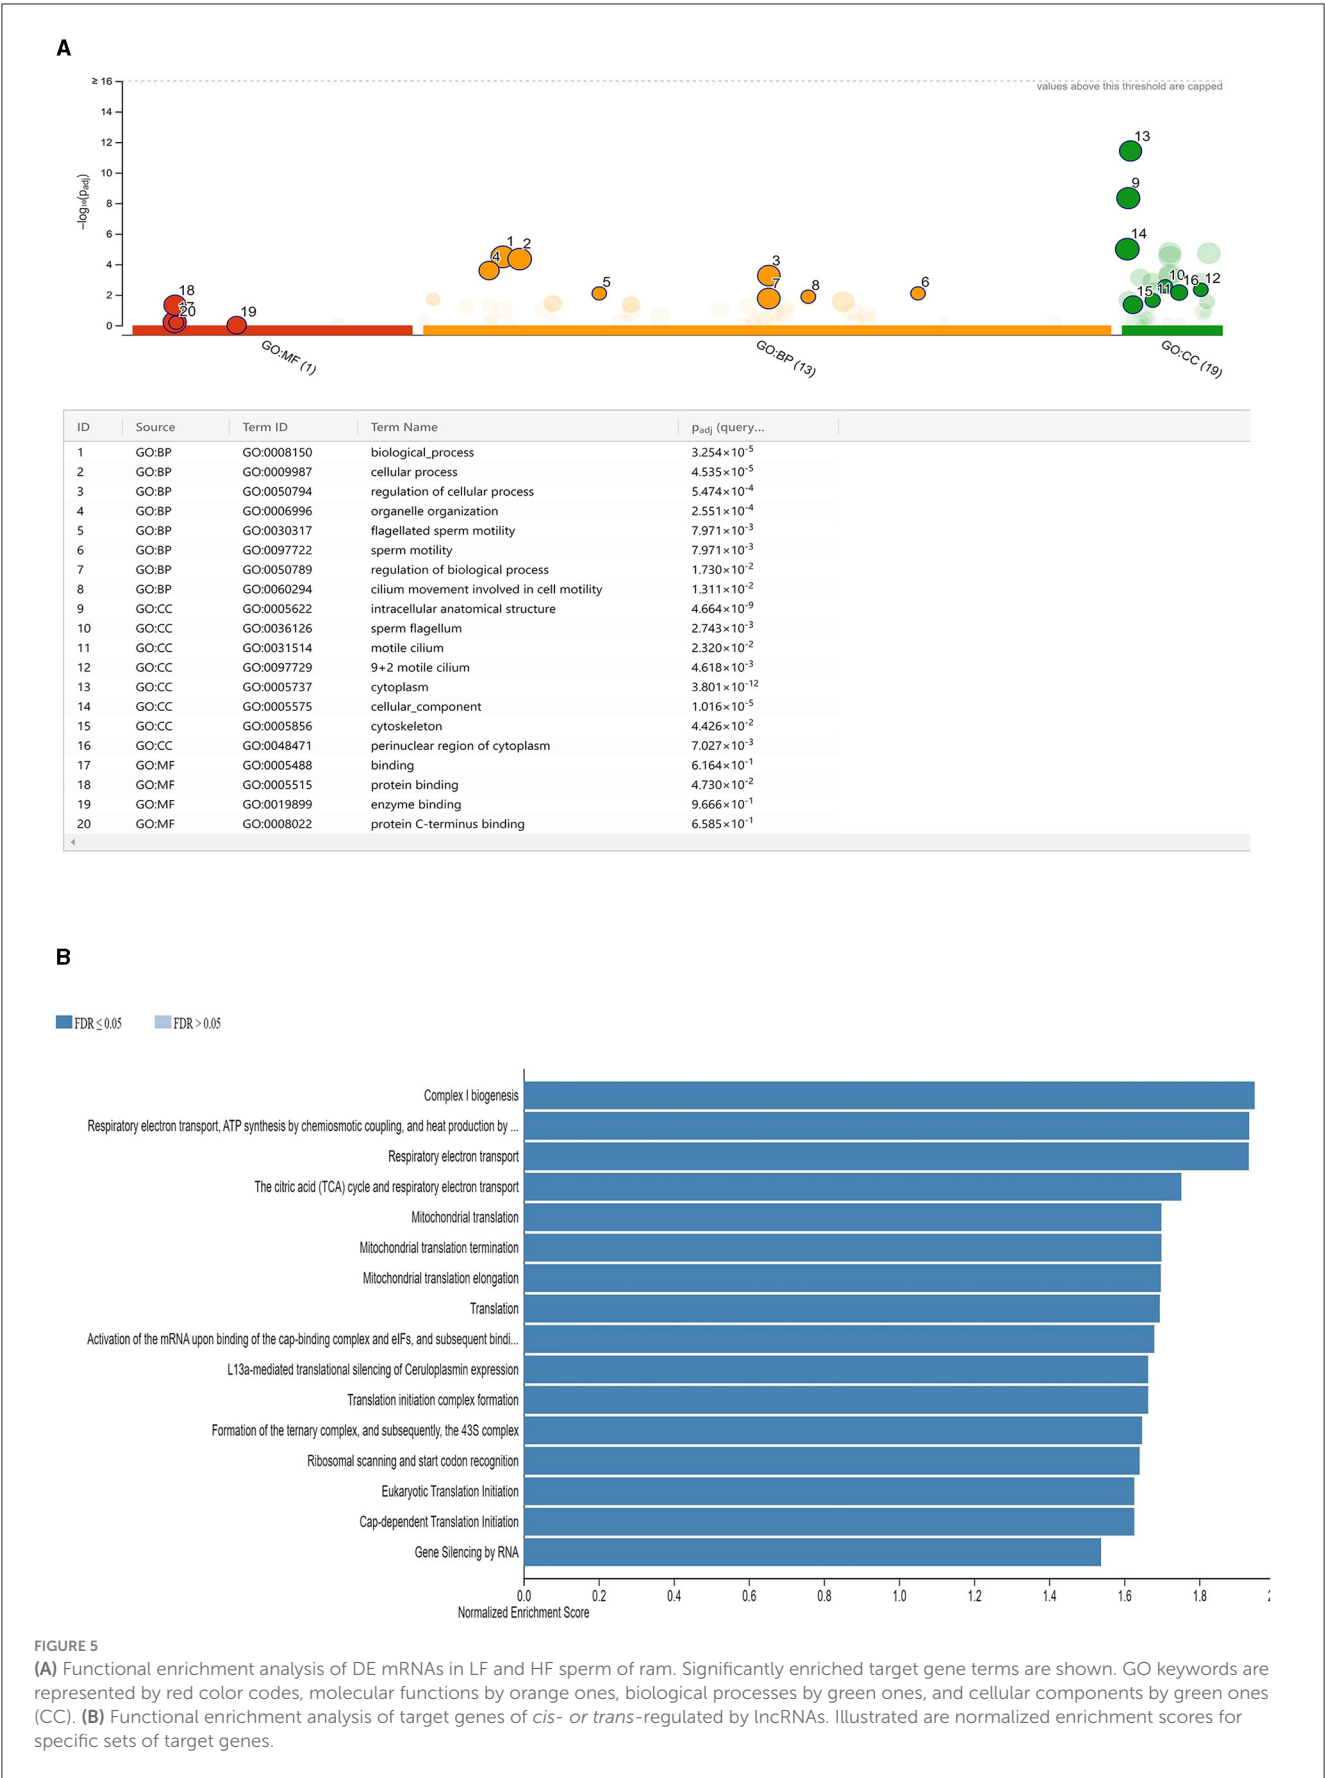 A
≥ 16
values above this threshold are capped
14
12
10
8
6
4
2
0
−log₁₀(padj)
13
9
14
1
2
4
3
7
5
8
6
10
16
12
15
11
18
17
20
19
GO:MF (1)
GO:BP (13)
GO:CC (19)
ID Source Term ID Term Name padj (query...
1 GO:BP GO:0008150 biological_process 3.254×10⁻⁵
2 GO:BP GO:0009987 cellular process 4.535×10⁻⁵
3 GO:BP GO:0050794 regulation of cellular process 5.474×10⁻⁴
4 GO:BP GO:0006996 organelle organization 2.551×10⁻⁴
5 GO:BP GO:0030317 flagellated sperm motility 7.971×10⁻³
6 GO:BP GO:0097722 sperm motility 7.971×10⁻³
7 GO:BP GO:0050789 regulation of biological process 1.730×10⁻²
8 GO:BP GO:0060294 cilium movement involved in cell motility 1.311×10⁻²
9 GO:CC GO:0005622 intracellular anatomical structure 4.664×10⁻⁹
10 GO:CC GO:0036126 sperm flagellum 2.743×10⁻³
11 GO:CC GO:0031514 motile cilium 2.320×10⁻²
12 GO:CC GO:0097729 9+2 motile cilium 4.618×10⁻³
13 GO:CC GO:0005737 cytoplasm 3.801×10⁻¹²
14 GO:CC GO:0005575 cellular_component 1.016×10⁻⁵
15 GO:CC GO:0005856 cytoskeleton 4.426×10⁻²
16 GO:CC GO:0048471 perinuclear region of cytoplasm 7.027×10⁻³
17 GO:MF GO:0005488 binding 6.164×10⁻¹
18 GO:MF GO:0005515 protein binding 4.730×10⁻²
19 GO:MF GO:0019899 enzyme binding 9.666×10⁻¹
20 GO:MF GO:0008022 protein C-terminus binding 6.585×10⁻¹
B
FDR ≤ 0.05 FDR > 0.05
Complex I biogenesis
Respiratory electron transport, ATP synthesis by chemiosmotic coupling, and heat production by ...
Respiratory electron transport
The citric acid (TCA) cycle and respiratory electron transport
Mitochondrial translation
Mitochondrial translation termination
Mitochondrial translation elongation
Translation
Activation of the mRNA upon binding of the cap-binding complex and eIFs, and subsequent bindi...
L13a-mediated translational silencing of Ceruloplasmin expression
Translation initiation complex formation
Formation of the ternary complex, and subsequently, the 43S complex
Ribosomal scanning and start codon recognition
Eukaryotic Translation Initiation
Cap-dependent Translation Initiation
Gene Silencing by RNA
0.0 0.2 0.4 0.6 0.8 1.0 1.2 1.4 1.6 1.8
Normalized Enrichment Score
FIGURE 5
(A) Functional enrichment analysis of DE mRNAs in LF and HF sperm of ram. Significantly enriched target gene terms are shown. GO keywords are
represented by red color codes, molecular functions by orange ones, biological processes by green ones, and cellular components by green ones
(CC). (B) Functional enrichment analysis of target genes of cis- or trans-regulated by lncRNAs. Illustrated are normalized enrichment scores for
specific sets of target genes.